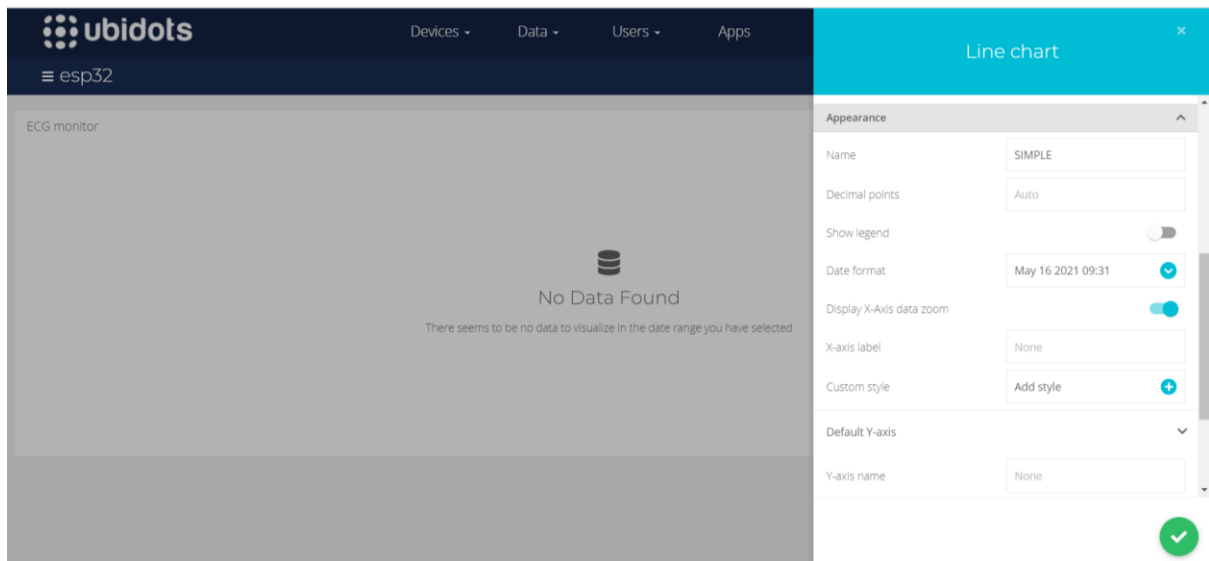 ubidots
Devices
Data
Users
Apps
esp32
ECG monitor
No Data Found
There seems to be no data to visualize in the date range you have selected
Line chart
Appearance
Name
SIMPLE
Decimal points
Auto
Show legend
Date format
May 16 2021 09:31
Display X-Axis data zoom
X-axis label
None
Custom style
Add style
Default Y-axis
Y-axis name
None